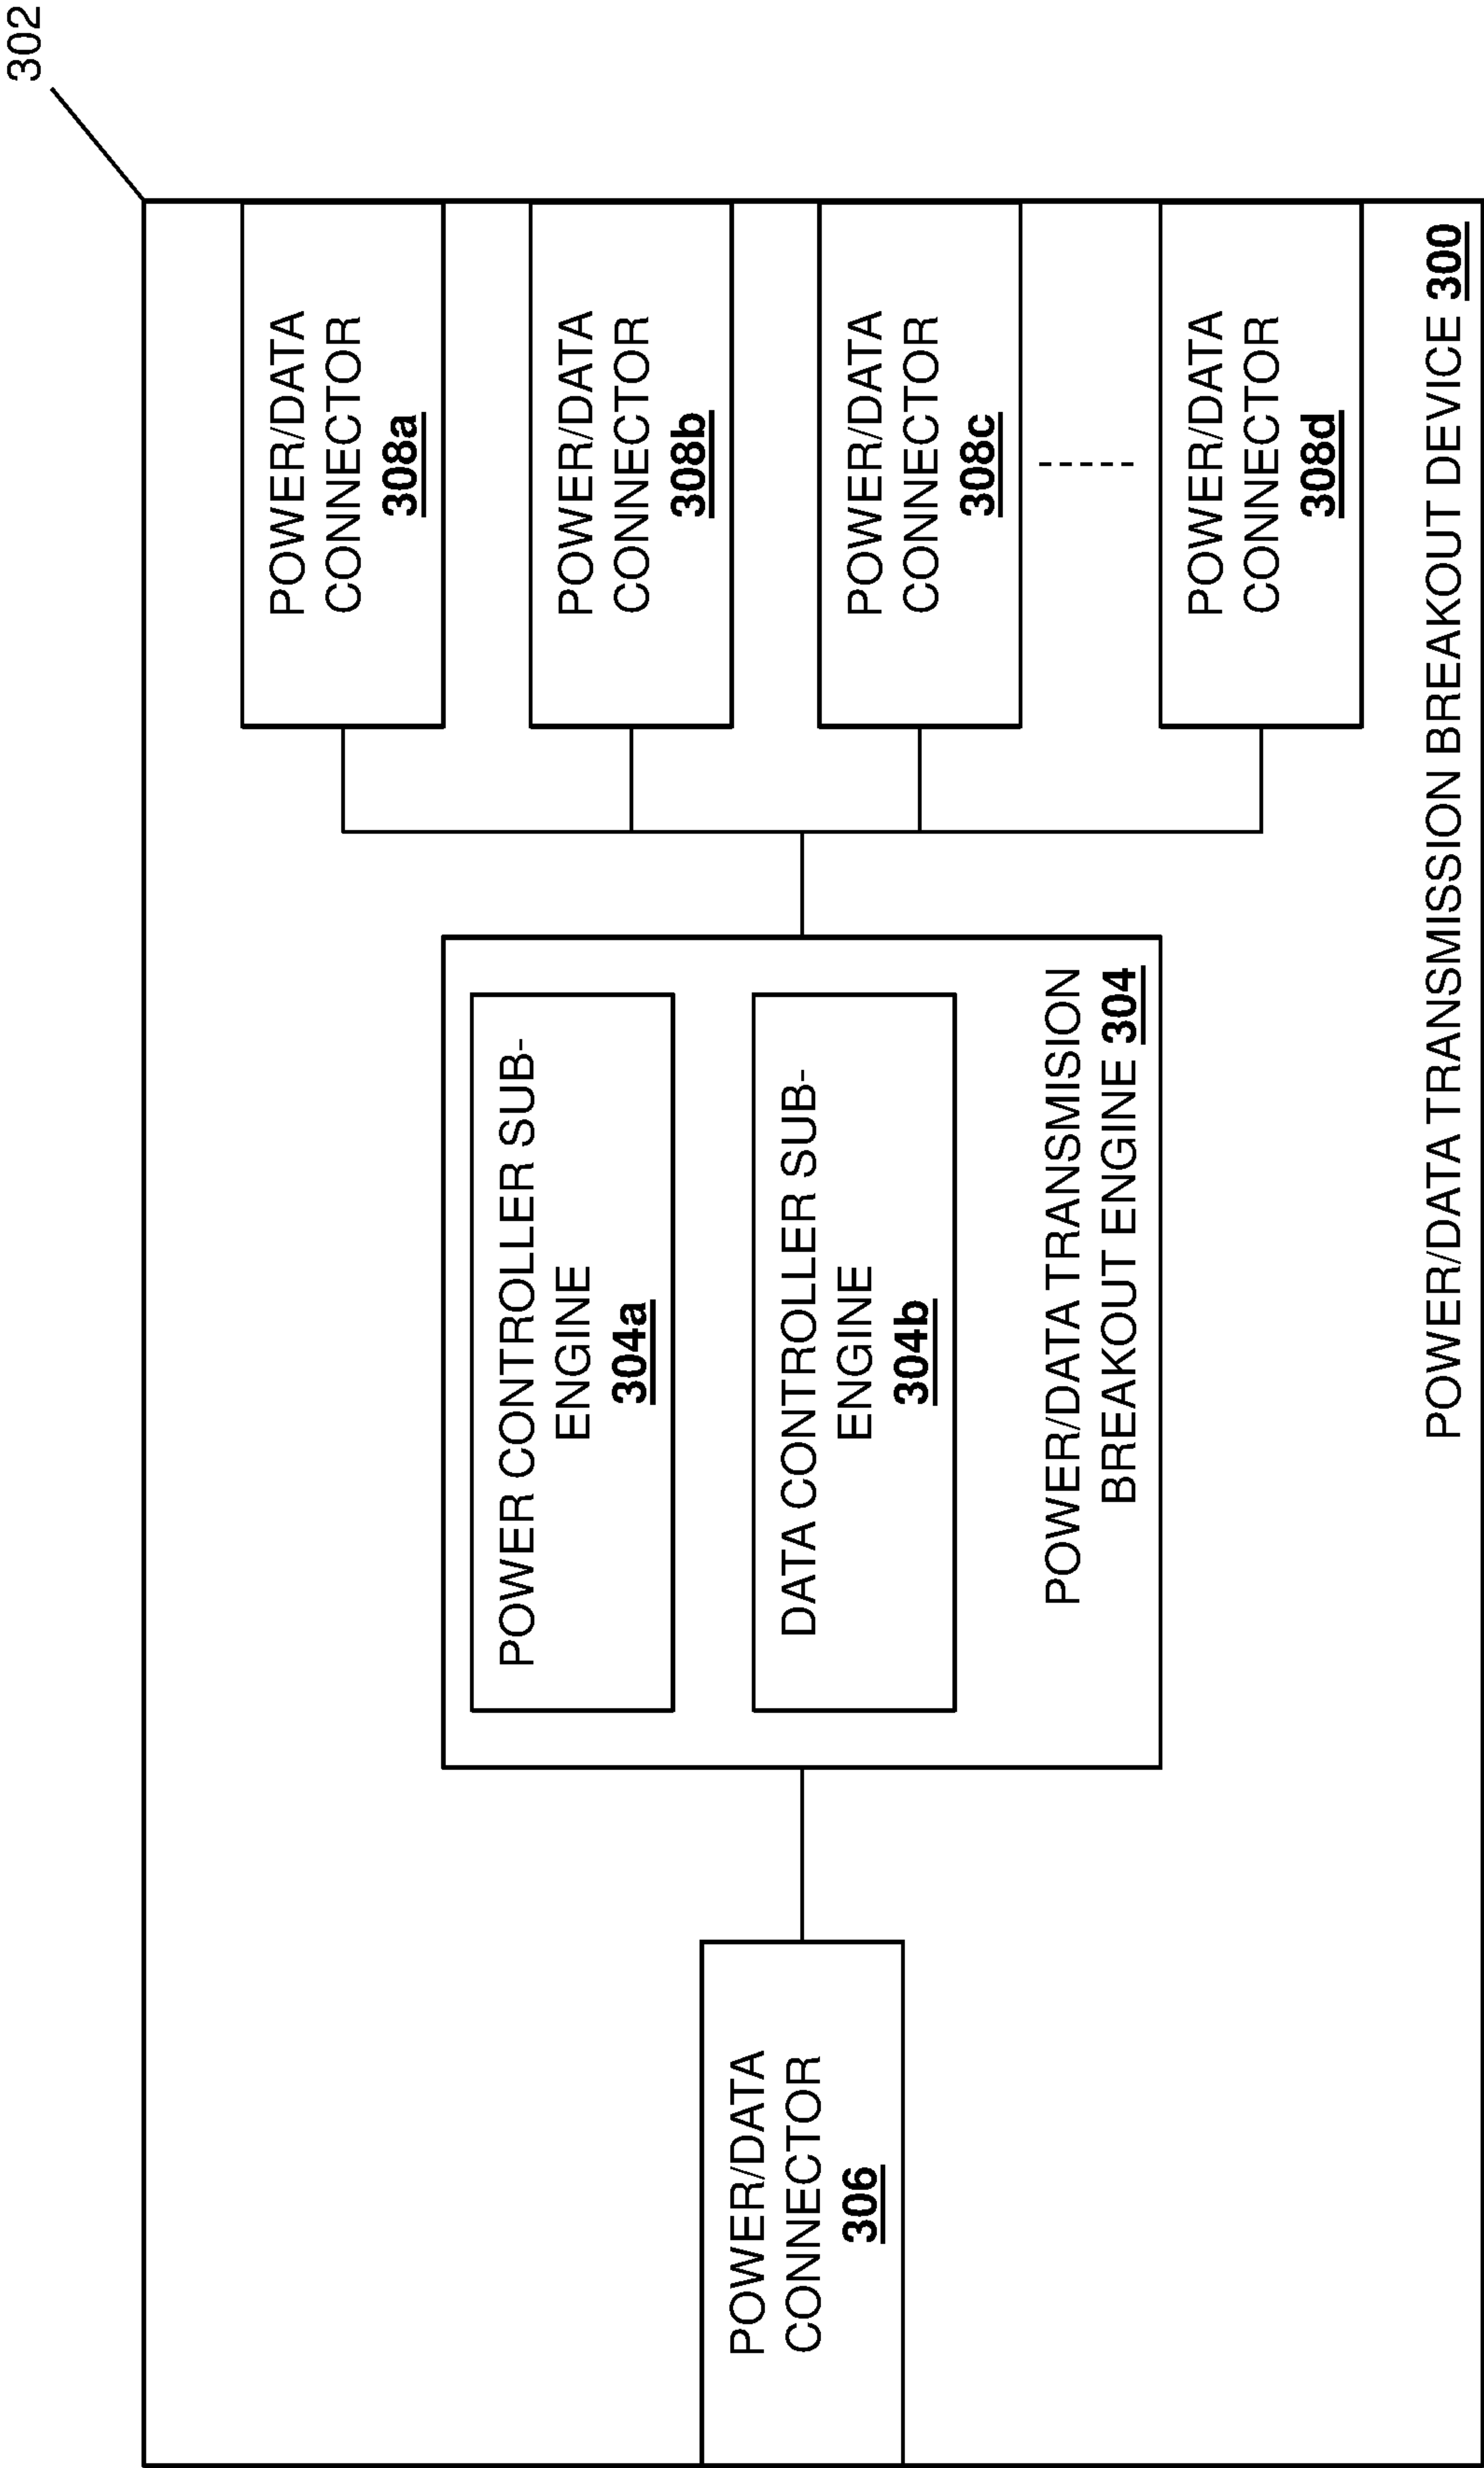 302
POWER/DATA
CONNECTOR
306
POWER CONTROLLER SUB-
ENGINE
304a
DATA CONTROLLER SUB-
ENGINE
304b
POWER/DATA TRANSMISION
BREAKOUT ENGINE 304
POWER/DATA
CONNECTOR
308a
POWER/DATA
CONNECTOR
308b
POWER/DATA
CONNECTOR
308c
POWER/DATA
CONNECTOR
308d
POWER/DATA TRANSMISSION BREAKOUT DEVICE 300